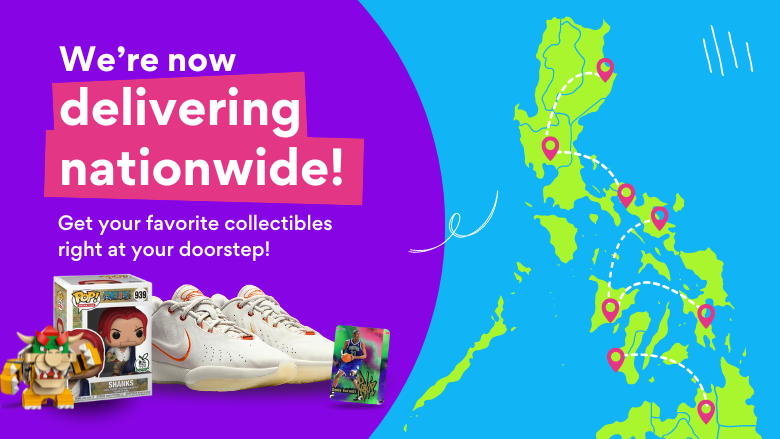 We're now
delivering
nationwide!
Get your favorite collectibles
right at your doorstep!
POP!
ONE PIECE
939
SHANKS